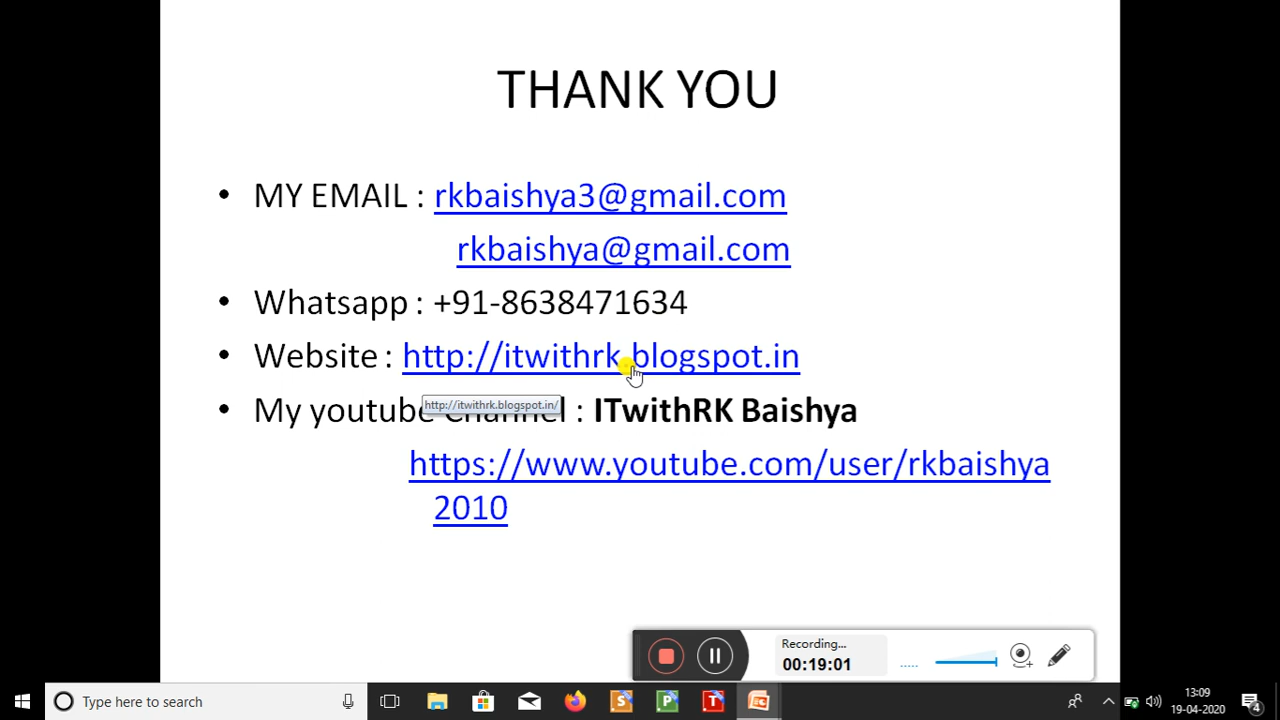 THANK YOU
• MY EMAIL : rkbaishya3@gmail.com
rkbaishya@gmail.com
• Whatsapp : +91-8638471634
• Website : http://itwithrk.blogspot.in
http://itwithrk.blogspot.in/
• My youtube Channel : ITwithRK Baishya
https://www.youtube.com/user/rkbaishya
2010
Recording...
00:19:01
Type here to search
S
P
T
13:09
19-04-2020
4